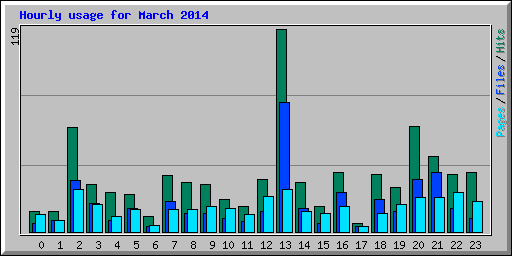 Hourly usage for March 2014
119
Pages/Files/Hits
0 1 2 3 4 5 6 7 8 9 10 11 12 13 14 15 16 17 18 19 20 21 22 23